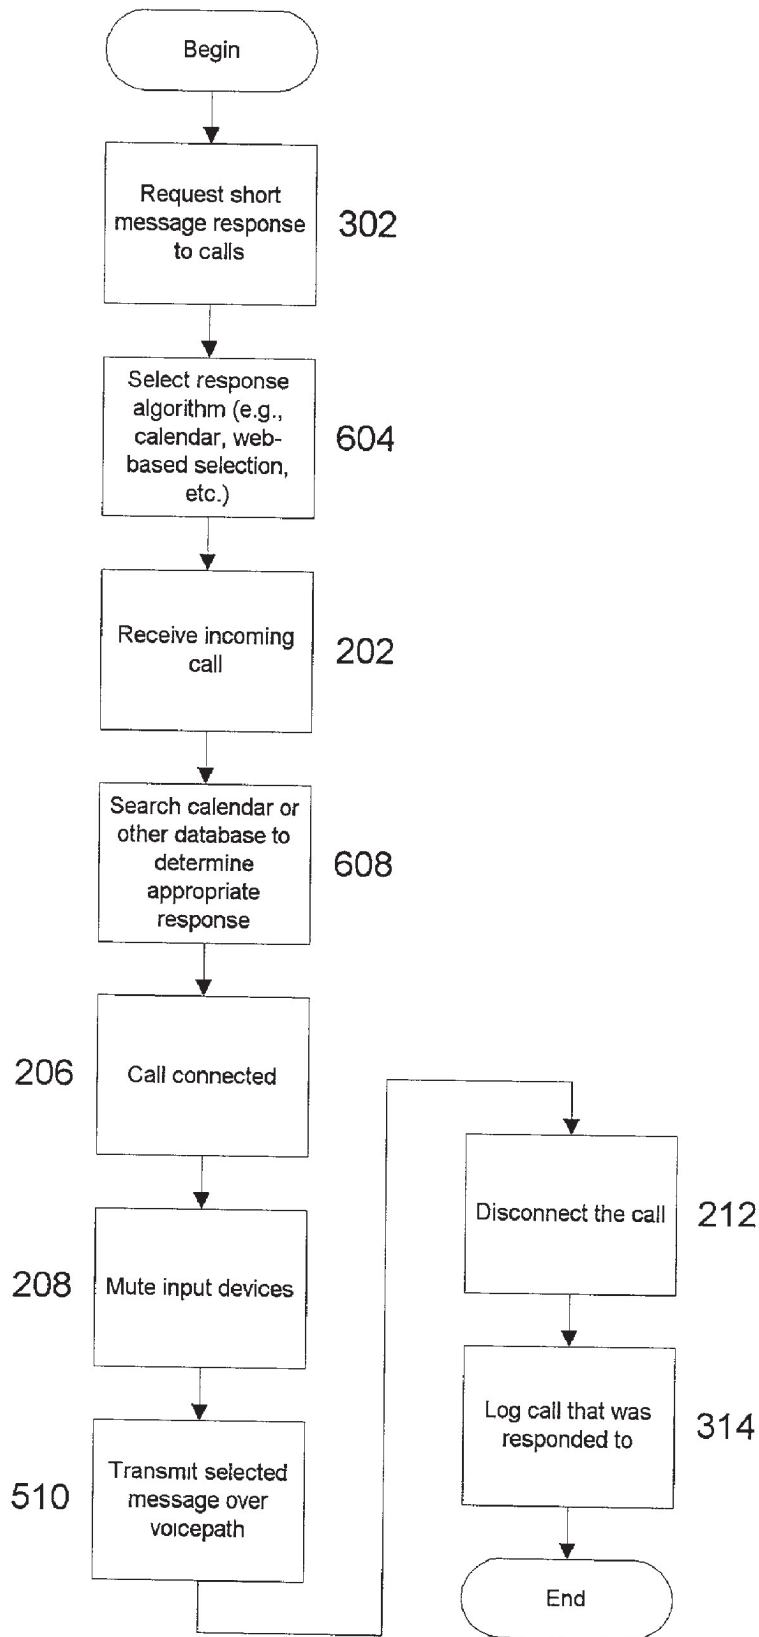 Begin
Request short
message response
to calls
302
Select response
algorithm (e.g.,
calendar, web-
based selection,
etc.)
604
Receive incoming
call
202
Search calendar or
other database to
determine
appropriate
response
608
206
Call connected
208
Mute input devices
510
Transmit selected
message over
voicepath
Disconnect the call
212
Log call that was
responded to
314
End